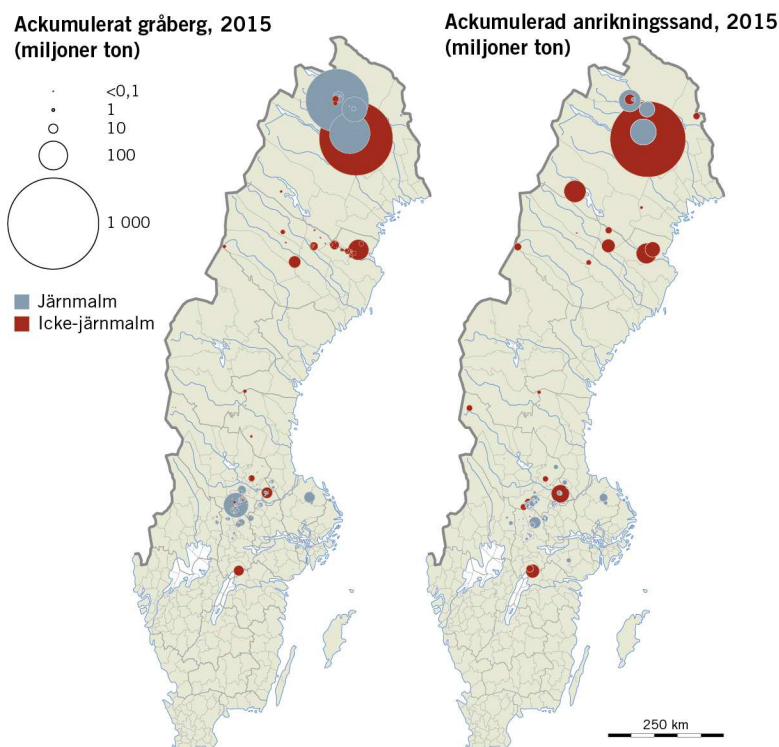 Ackumulerat gråberg, 2015
(miljoner ton)
<0,1
1
10
100
1 000
Järnmalm
Icke-järnmalm
Ackumulerad anrikningssand, 2015
(miljoner ton)
250 km